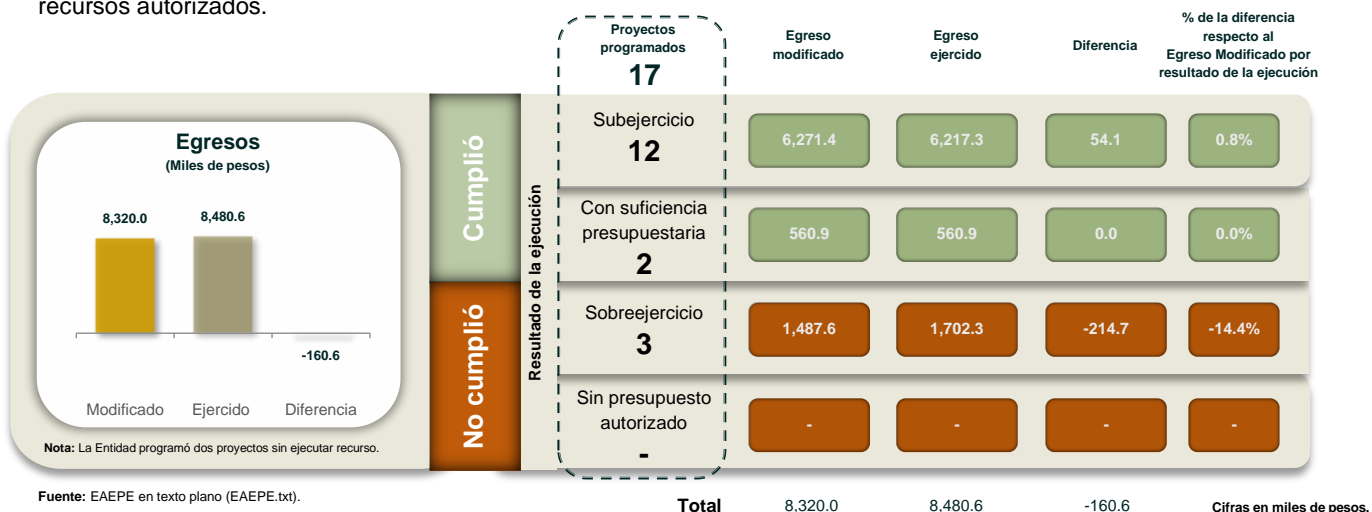 recursos autorizados.
Proyectos
programados
17
Egreso
modificado
Egreso
ejercido
Diferencia
% de la diferencia
respecto al
Egreso Modificado por
resultado de la ejecución
Egresos
(Miles de pesos)
8,320.0
8,480.6
-160.6
Modificado Ejercido Diferencia
Nota: La Entidad programó dos proyectos sin ejecutar recurso.
Cumplió
No cumplió
Resultado de la ejecución
Subejercicio
12
6,271.4 6,217.3 54.1 0.8%
Con suficiencia
presupuestaria
2
560.9 560.9 0.0 0.0%
Sobreejercicio
3
1,487.6 1,702.3 -214.7 -14.4%
Sin presupuesto
autorizado
-
- - - -
Fuente: EAEPE en texto plano (EAEPE.txt).
Total 8,320.0 8,480.6 -160.6 Cifras en miles de pesos.